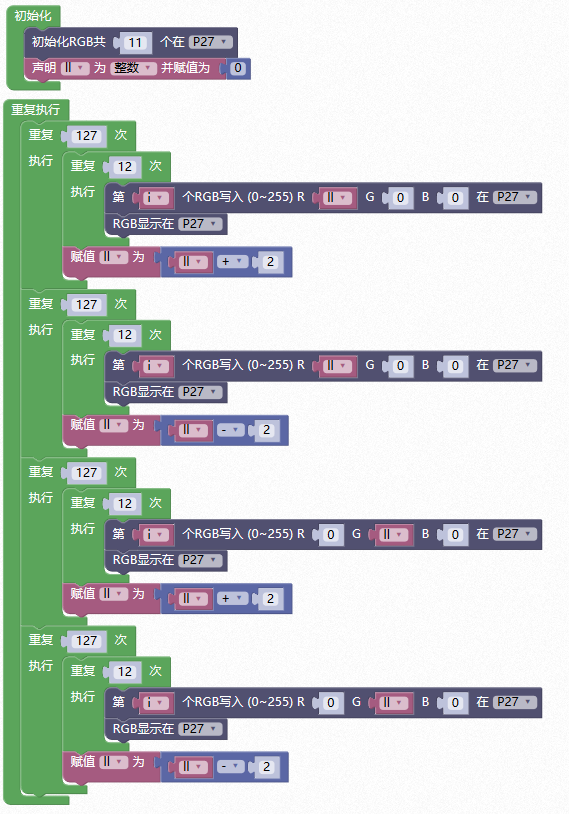 初始化
初始化RGB共 11 个在 P27
声明 ll 为 整数 并赋值为 0
重复执行
重复 127 次
执行 重复 12 次
执行 第 i 个RGB写入 (0~255) R ll G 0 B 0 在 P27
RGB显示在 P27
赋值 ll 为 ll + 2
重复 127 次
执行 重复 12 次
执行 第 i 个RGB写入 (0~255) R ll G 0 B 0 在 P27
RGB显示在 P27
赋值 ll 为 ll - 2
重复 127 次
执行 重复 12 次
执行 第 i 个RGB写入 (0~255) R 0 G ll B 0 在 P27
RGB显示在 P27
赋值 ll 为 ll + 2
重复 127 次
执行 重复 12 次
执行 第 i 个RGB写入 (0~255) R 0 G ll B 0 在 P27
RGB显示在 P27
赋值 ll 为 ll - 2